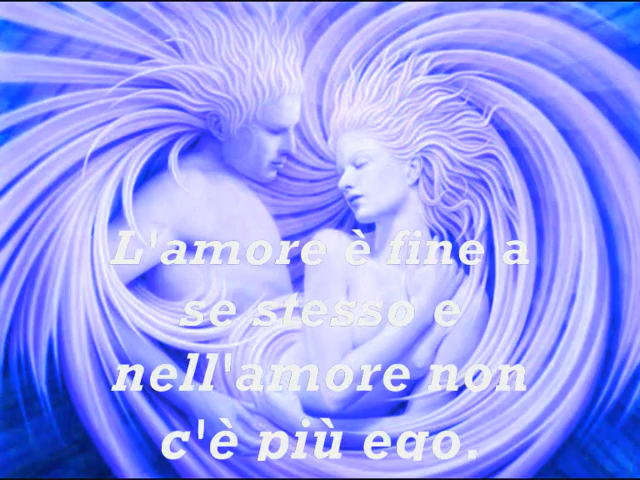 L'amore è fine a
se stesso e
nell'amore non
c'è più ego.